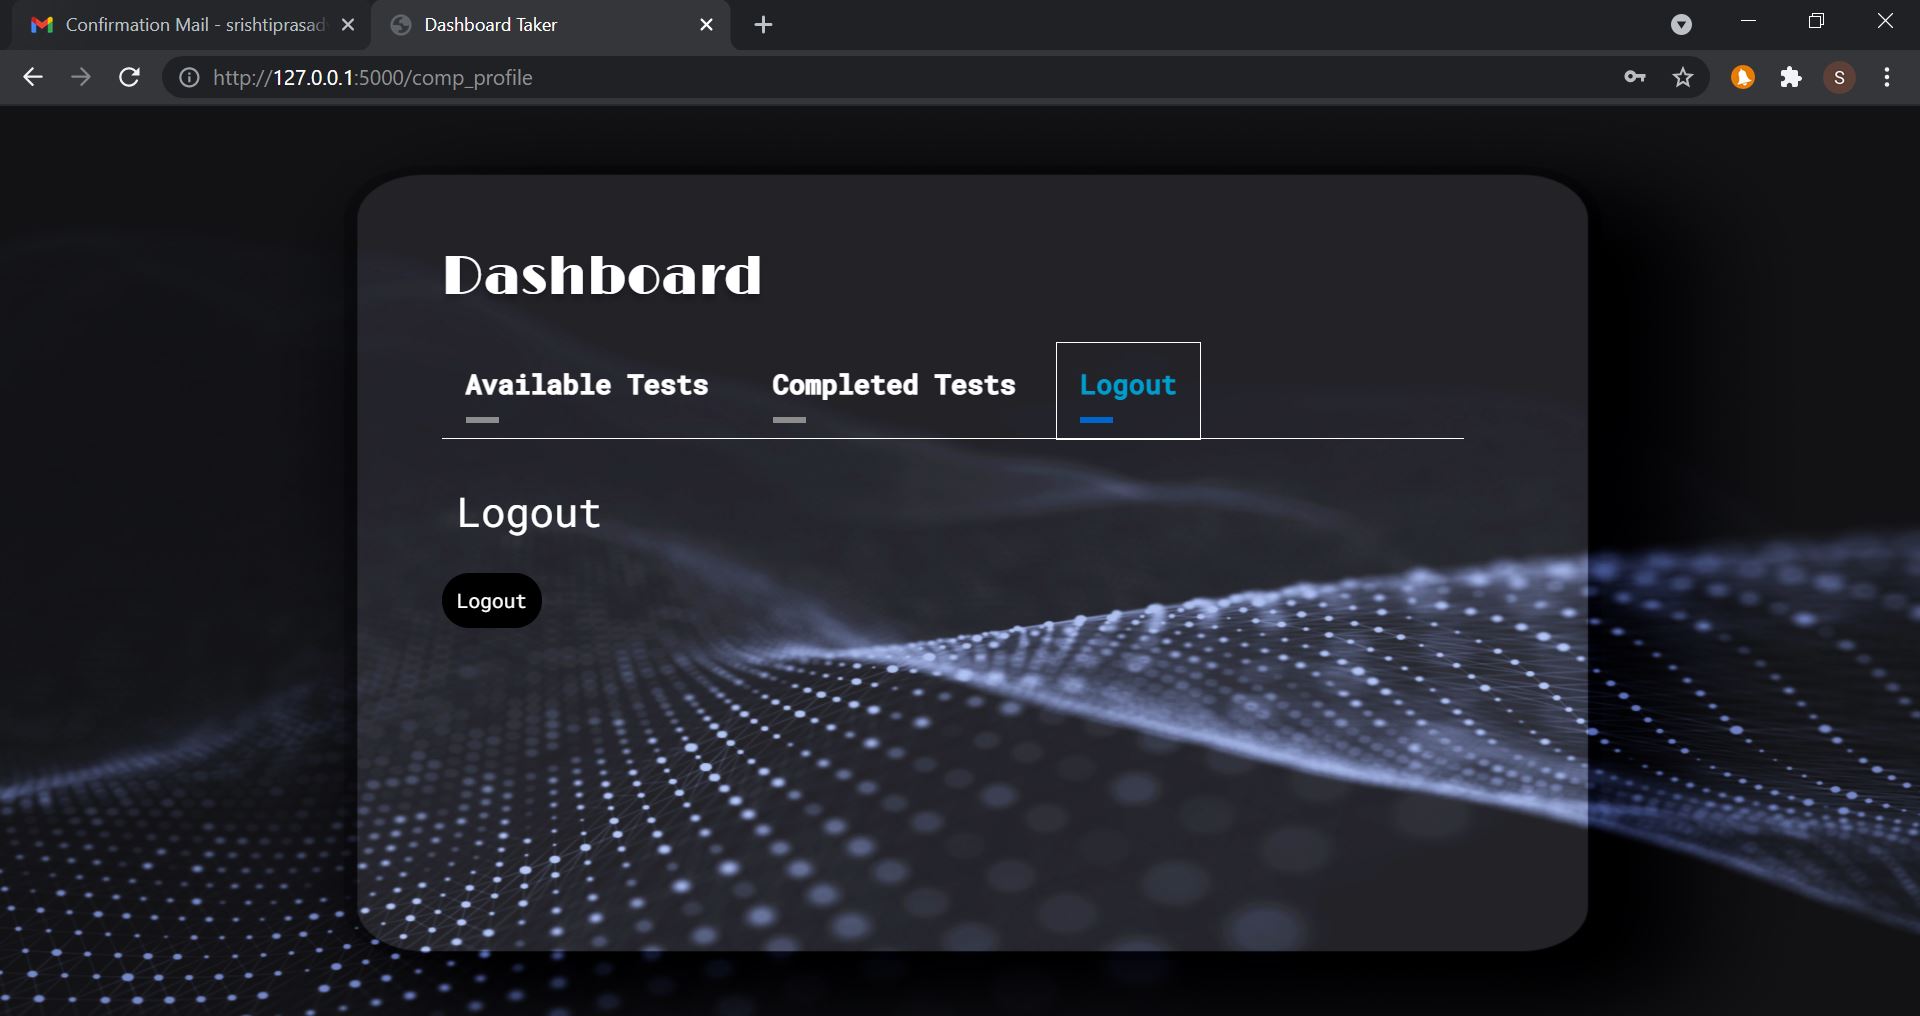 Confirmation Mail - srishtiprasad
Dashboard Taker
http://127.0.0.1:5000/comp_profile
S
Dashboard
Available Tests Completed Tests Logout
Logout
Logout